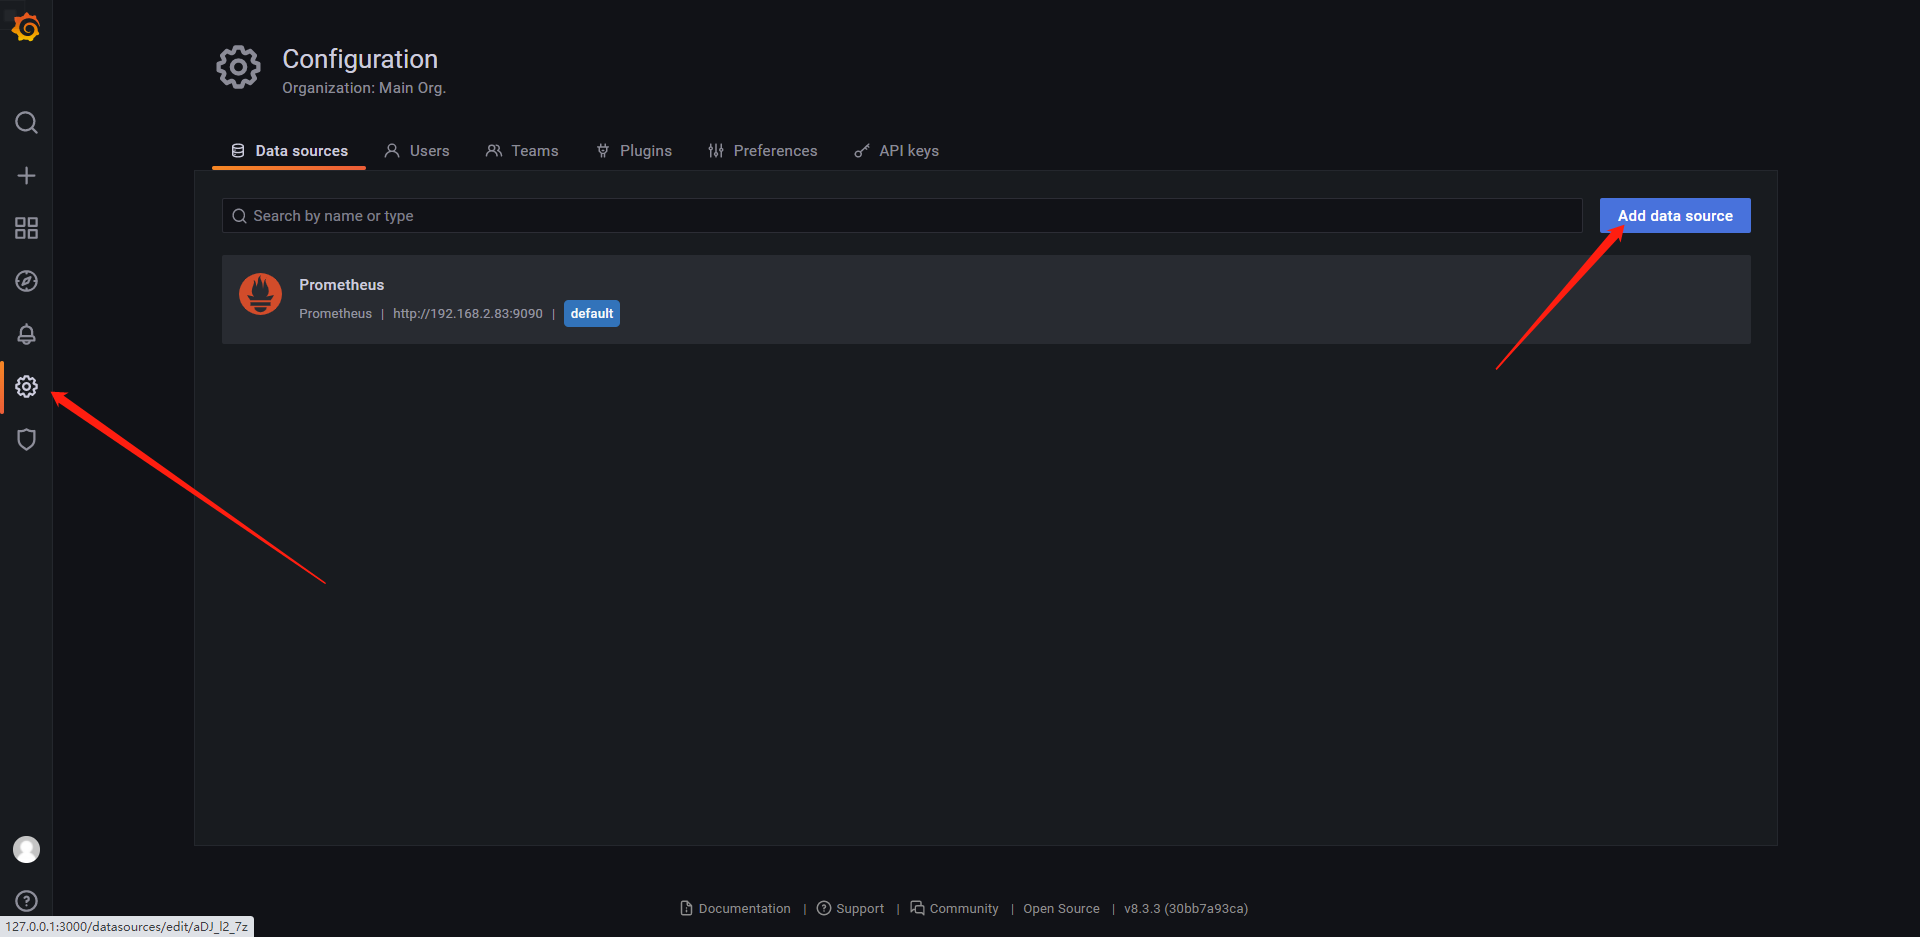 Configuration
Organization: Main Org.
Data sources Users Teams Plugins Preferences API keys
Search by name or type
Add data source
Prometheus
Prometheus | http://192.168.2.83:9090 | default
Documentation | Support | Community | Open Source | v8.3.3 (30bb7a93ca)
127.0.0.1:3000/datasources/edit/aDJ_l2_7z